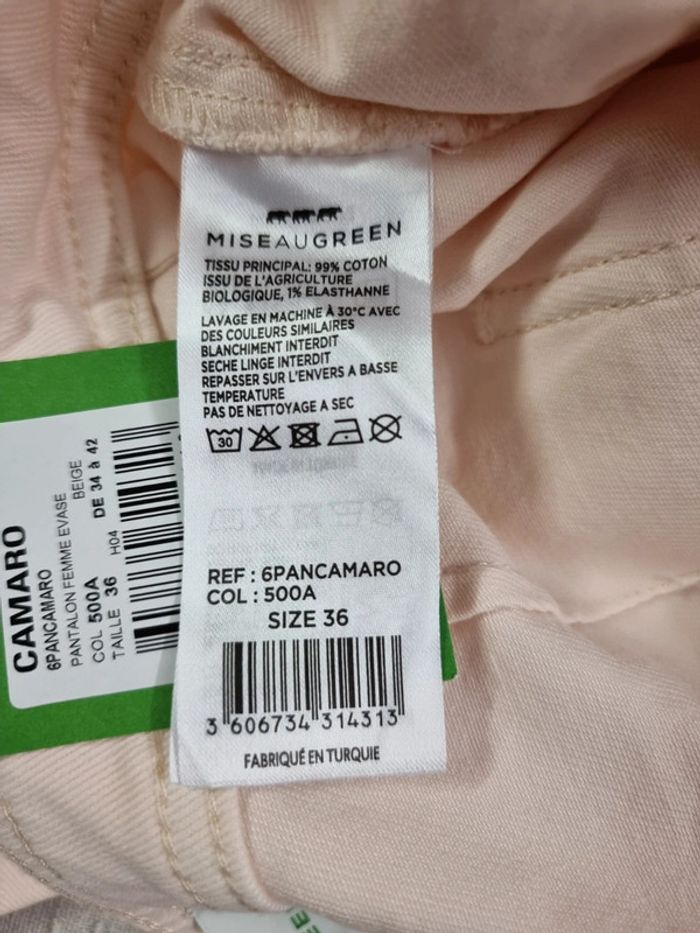 MISEAUGREEN
TISSU PRINCIPAL: 99% COTON
ISSU DE L'AGRICULTURE
BIOLOGIQUE, 1% ELASTHANNE
LAVAGE EN MACHINE À 30°C AVEC
DES COULEURS SIMILAIRES
BLANCHIMENT INTERDIT
SECHE LINGE INTERDIT
REPASSER SUR L'ENVERS A BASSE
TEMPERATURE
PAS DE NETTOYAGE A SEC
30
REF : 6PANCAMARO
COL : 500A
SIZE 36
3 606734 314313
FABRIQUÉ EN TURQUIE
CAMARO
6PANCAMARO
PANTALON FEMME EVASE
BEIGE
COL 500A DE 34 à 42
TAILLE 36 H04